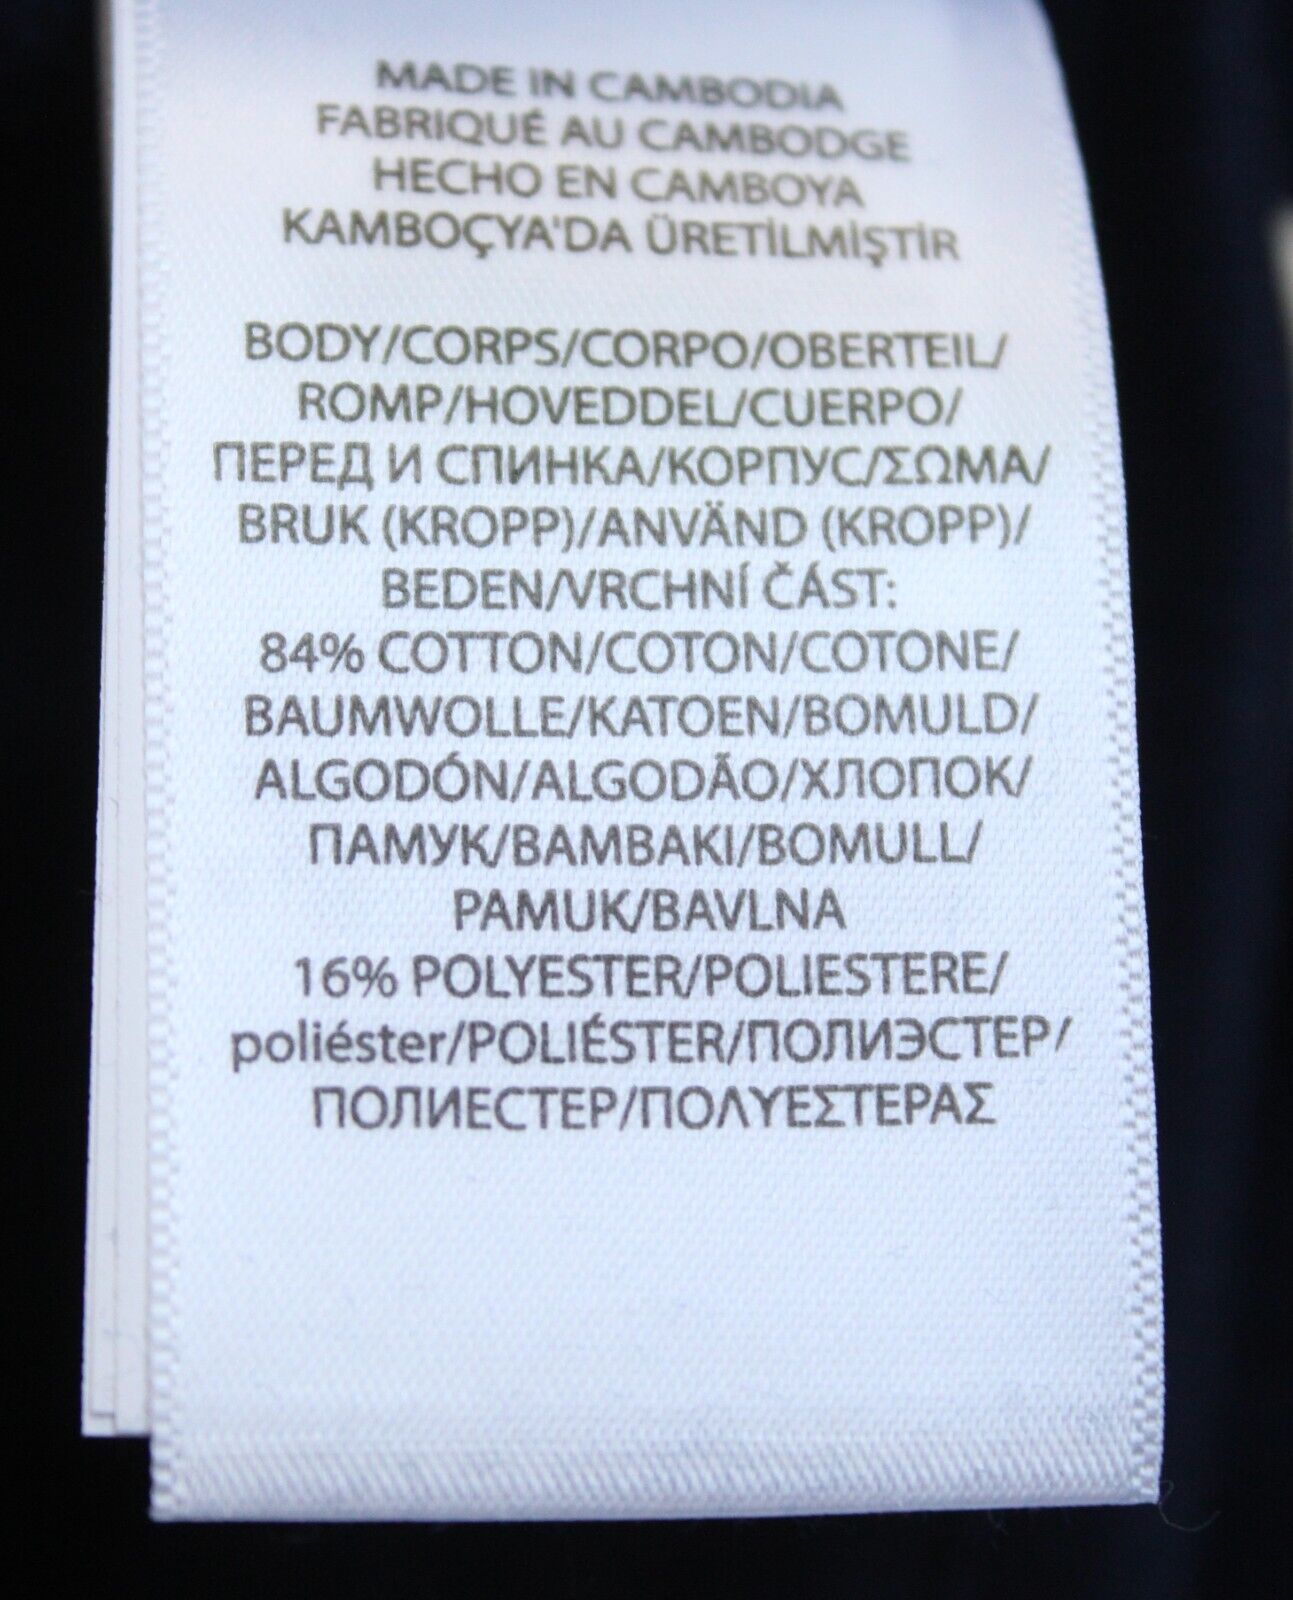 MADE IN CAMBODIA
FABRIQUÉ AU CAMBODGE
HECHO EN CAMBOYA
KAMBOÇYA'DA ÜRETİLMİŞTİR
BODY/CORPS/CORPO/OBERTEIL/
ROMP/HOVEDDEL/CUERPO/
ПЕРЕД И СПИНКА/КОРПУС/ΣΩΜΑ/
BRUK (KROPP)/ANVÄND (KROPP)/
BEDEN/VRCHNÍ ČÁST:
84% COTTON/COTON/COTONE/
BAUMWOLLE/KATOEN/BOMULD/
ALGODÓN/ALGODÃO/ХЛОПОК/
ПАМУК/BAMBAKI/BOMULL/
PAMUK/BAVLNA
16% POLYESTER/POLIESTERE/
poliéster/POLIÉSTER/ПОЛИЭСТЕР/
ПОЛИЕСТЕР/ΠΟΛΥΕΣΤΕΡΑΣ